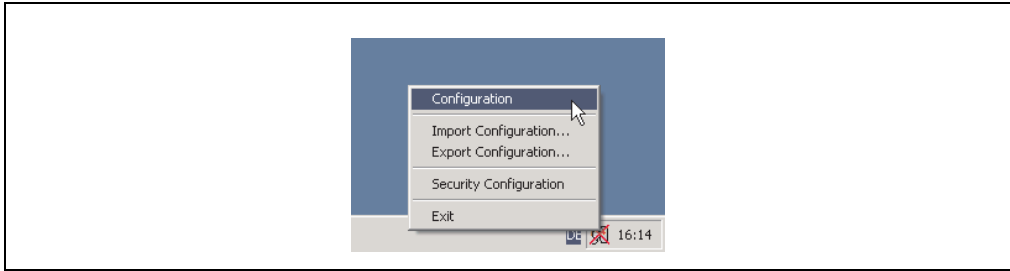 Configuration
Import Configuration...
Export Configuration...
Security Configuration
Exit
DE 16:14